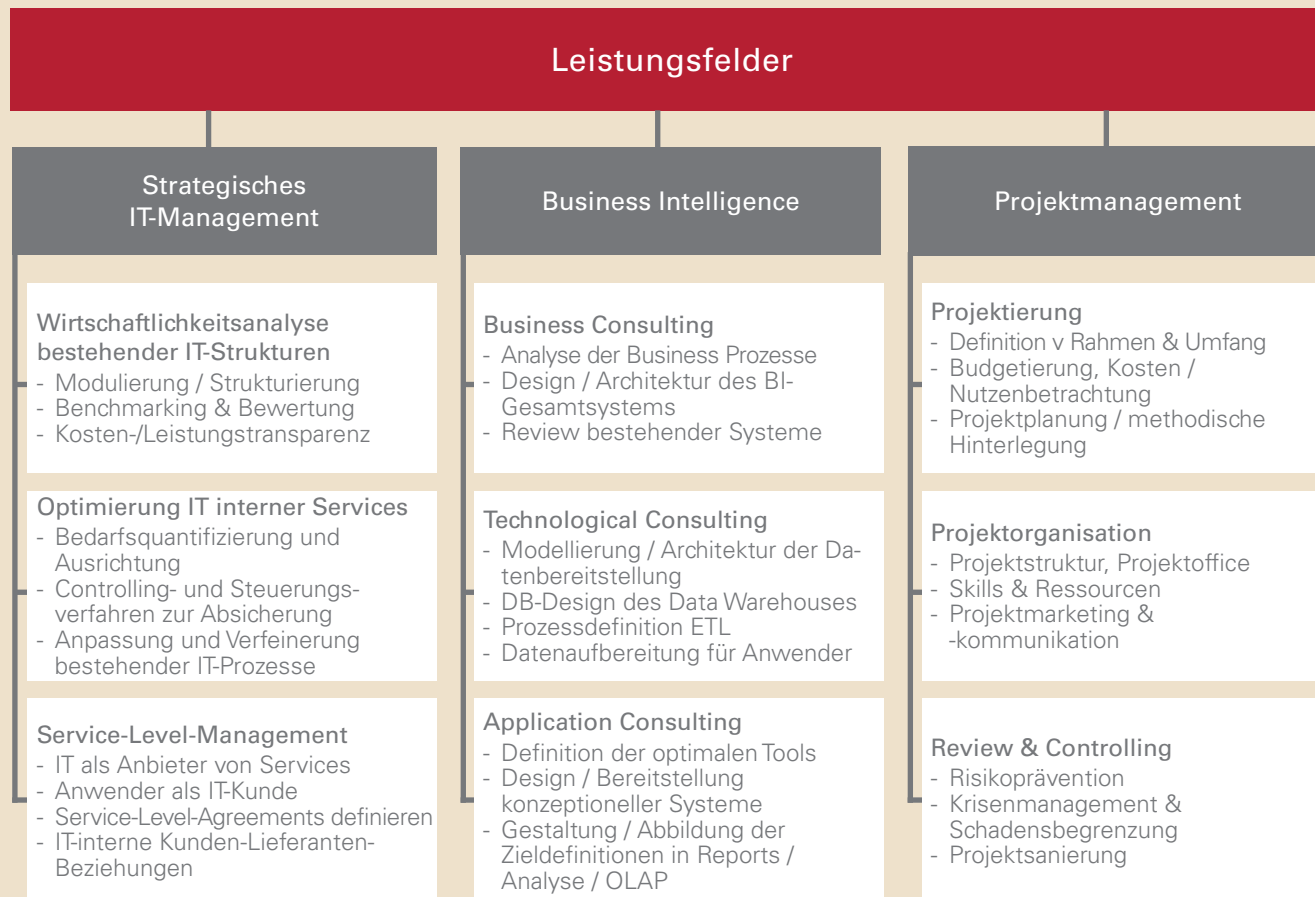 Leistungsfelder
Strategisches
IT-Management
Wirtschaftlichkeitsanalyse
bestehender IT-Strukturen
- Modulierung / Strukturierung
- Benchmarking & Bewertung
- Kosten-/Leistungstransparenz
Optimierung IT interner Services
- Bedarfsquantifizierung und
Ausrichtung
- Controlling- und Steuerungs-
verfahren zur Absicherung
- Anpassung und Verfeinerung
bestehender IT-Prozesse
Service-Level-Management
- IT als Anbieter von Services
- Anwender als IT-Kunde
- Service-Level-Agreements definieren
- IT-interne Kunden-Lieferanten-
Beziehungen
Business Intelligence
Business Consulting
- Analyse der Business Prozesse
- Design / Architektur des BI-
Gesamtsystems
- Review bestehender Systeme
Technological Consulting
- Modellierung / Architektur der Da-
tenbereitstellung
- DB-Design des Data Warehouses
- Prozessdefinition ETL
- Datenaufbereitung für Anwender
Application Consulting
- Definition der optimalen Tools
- Design / Bereitstellung
konzeptioneller Systeme
- Gestaltung / Abbildung der
Zieldefinitionen in Reports /
Analyse / OLAP
Projektmanagement
Projektierung
- Definition v Rahmen & Umfang
- Budgetierung, Kosten /
Nutzenbetrachtung
- Projektplanung / methodische
Hinterlegung
Projektorganisation
- Projektstruktur, Projektoffice
- Skills & Ressourcen
- Projektmarketing &
-kommunikation
Review & Controlling
- Risikoprävention
- Krisenmanagement &
Schadensbegrenzung
- Projektsanierung